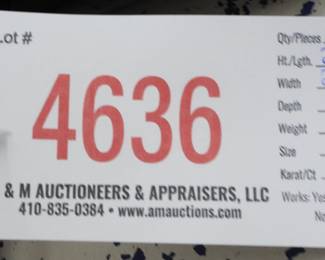 Lot #
4636
& M AUCTIONEERS & APPRAISERS, LLC
410-835-0384 • www.amauctions.com
Qty/Pieces
Ht./Lgth.
Width
Depth
Weight
Size
Karat/Ct
Works: Yes
No